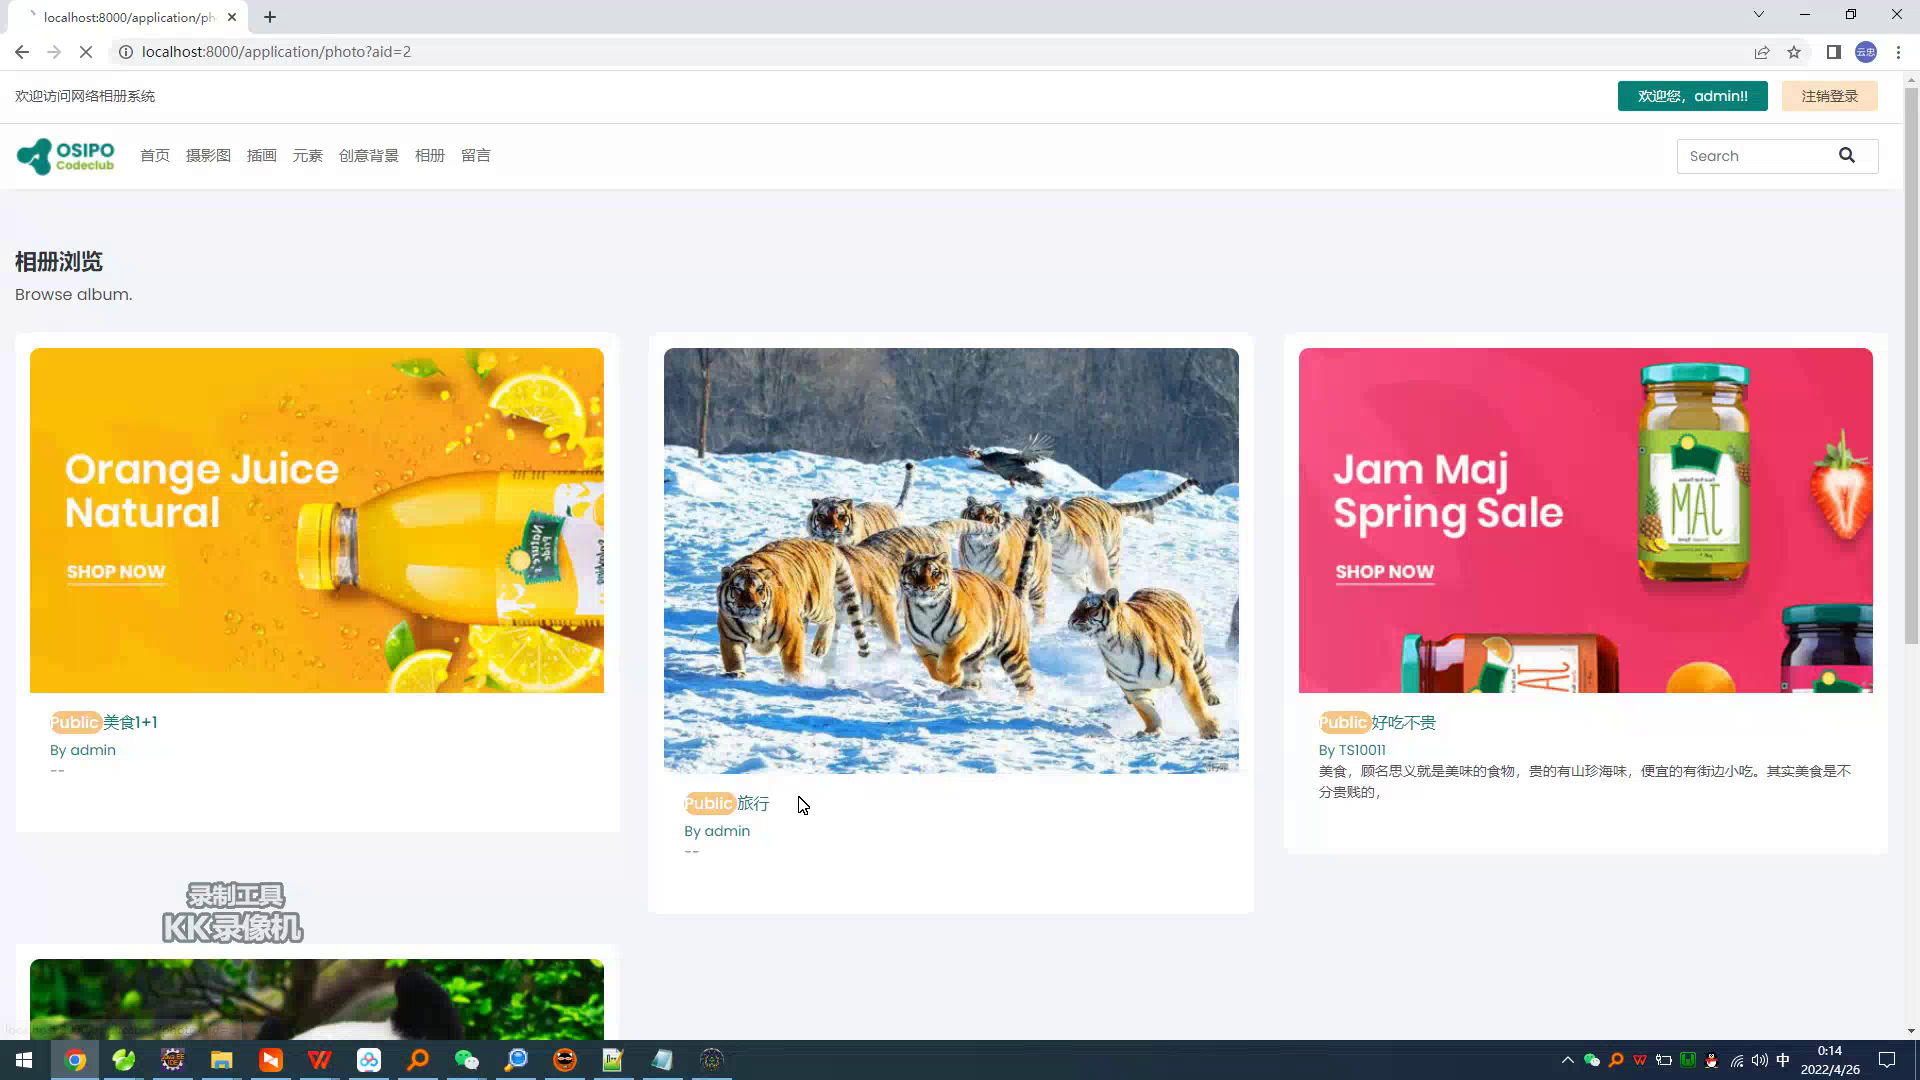 localhost:8000/application/ph
localhost:8000/application/photo?aid=2
云忠
欢迎访问网络相册系统
欢迎您，admin!!
注销登录
OSIPO
Codeclub
首页 摄影图 插画 元素 创意背景 相册 留言
Search
相册浏览
Browse album.
Orange Juice
Natural
SHOP NOW
Public 美食1+1
By admin
--
Public 旅行
By admin
--
Jam Maj
Spring Sale
SHOP NOW
Public 好吃不贵
By TS10011
美食，顾名思义就是美味的食物，贵的有山珍海味，便宜的有街边小吃。其实美食是不
分贵贱的，
录制工具
KK录像机
中
0:14
2022/4/26